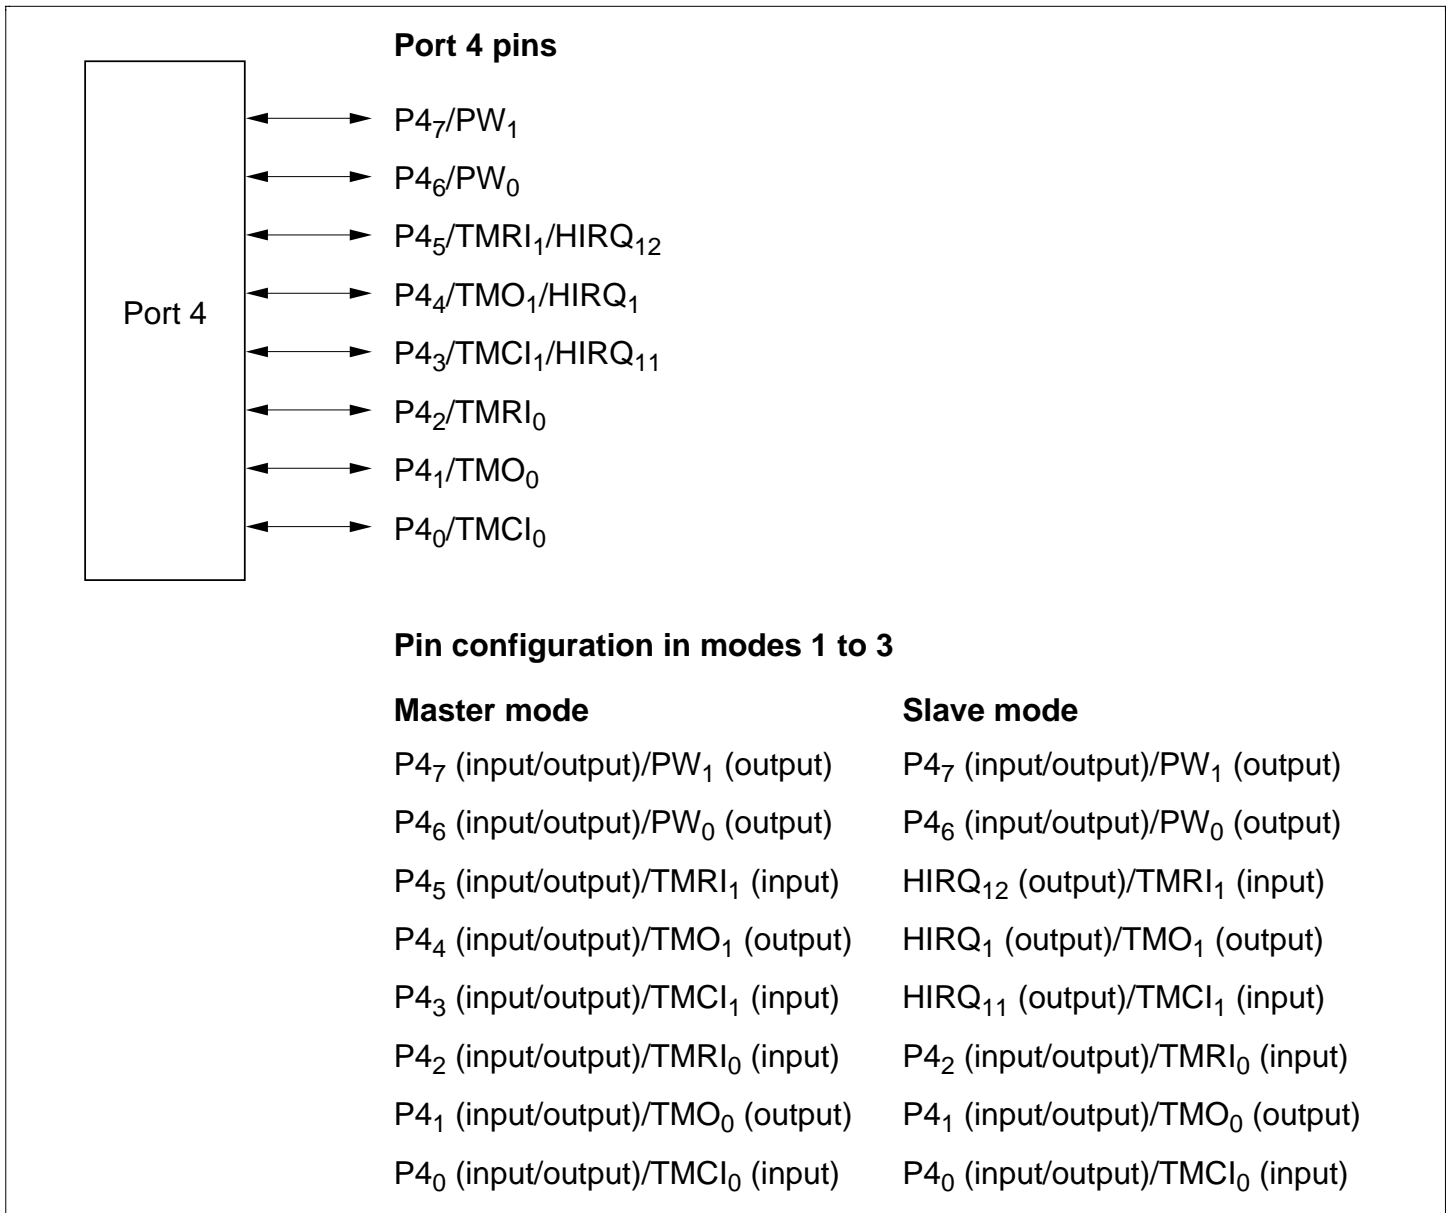 Port 4 pins
P4₇/PW₁
P4₆/PW₀
P4₅/TMRI₁/HIRQ₁₂
P4₄/TMO₁/HIRQ₁
Port 4
P4₃/TMCI₁/HIRQ₁₁
P4₂/TMRI₀
P4₁/TMO₀
P4₀/TMCI₀
Pin configuration in modes 1 to 3
Master mode Slave mode
P4₇ (input/output)/PW₁ (output) P4₇ (input/output)/PW₁ (output)
P4₆ (input/output)/PW₀ (output) P4₆ (input/output)/PW₀ (output)
P4₅ (input/output)/TMRI₁ (input) HIRQ₁₂ (output)/TMRI₁ (input)
P4₄ (input/output)/TMO₁ (output) HIRQ₁ (output)/TMO₁ (output)
P4₃ (input/output)/TMCI₁ (input) HIRQ₁₁ (output)/TMCI₁ (input)
P4₂ (input/output)/TMRI₀ (input) P4₂ (input/output)/TMRI₀ (input)
P4₁ (input/output)/TMO₀ (output) P4₁ (input/output)/TMO₀ (output)
P4₀ (input/output)/TMCI₀ (input) P4₀ (input/output)/TMCI₀ (input)